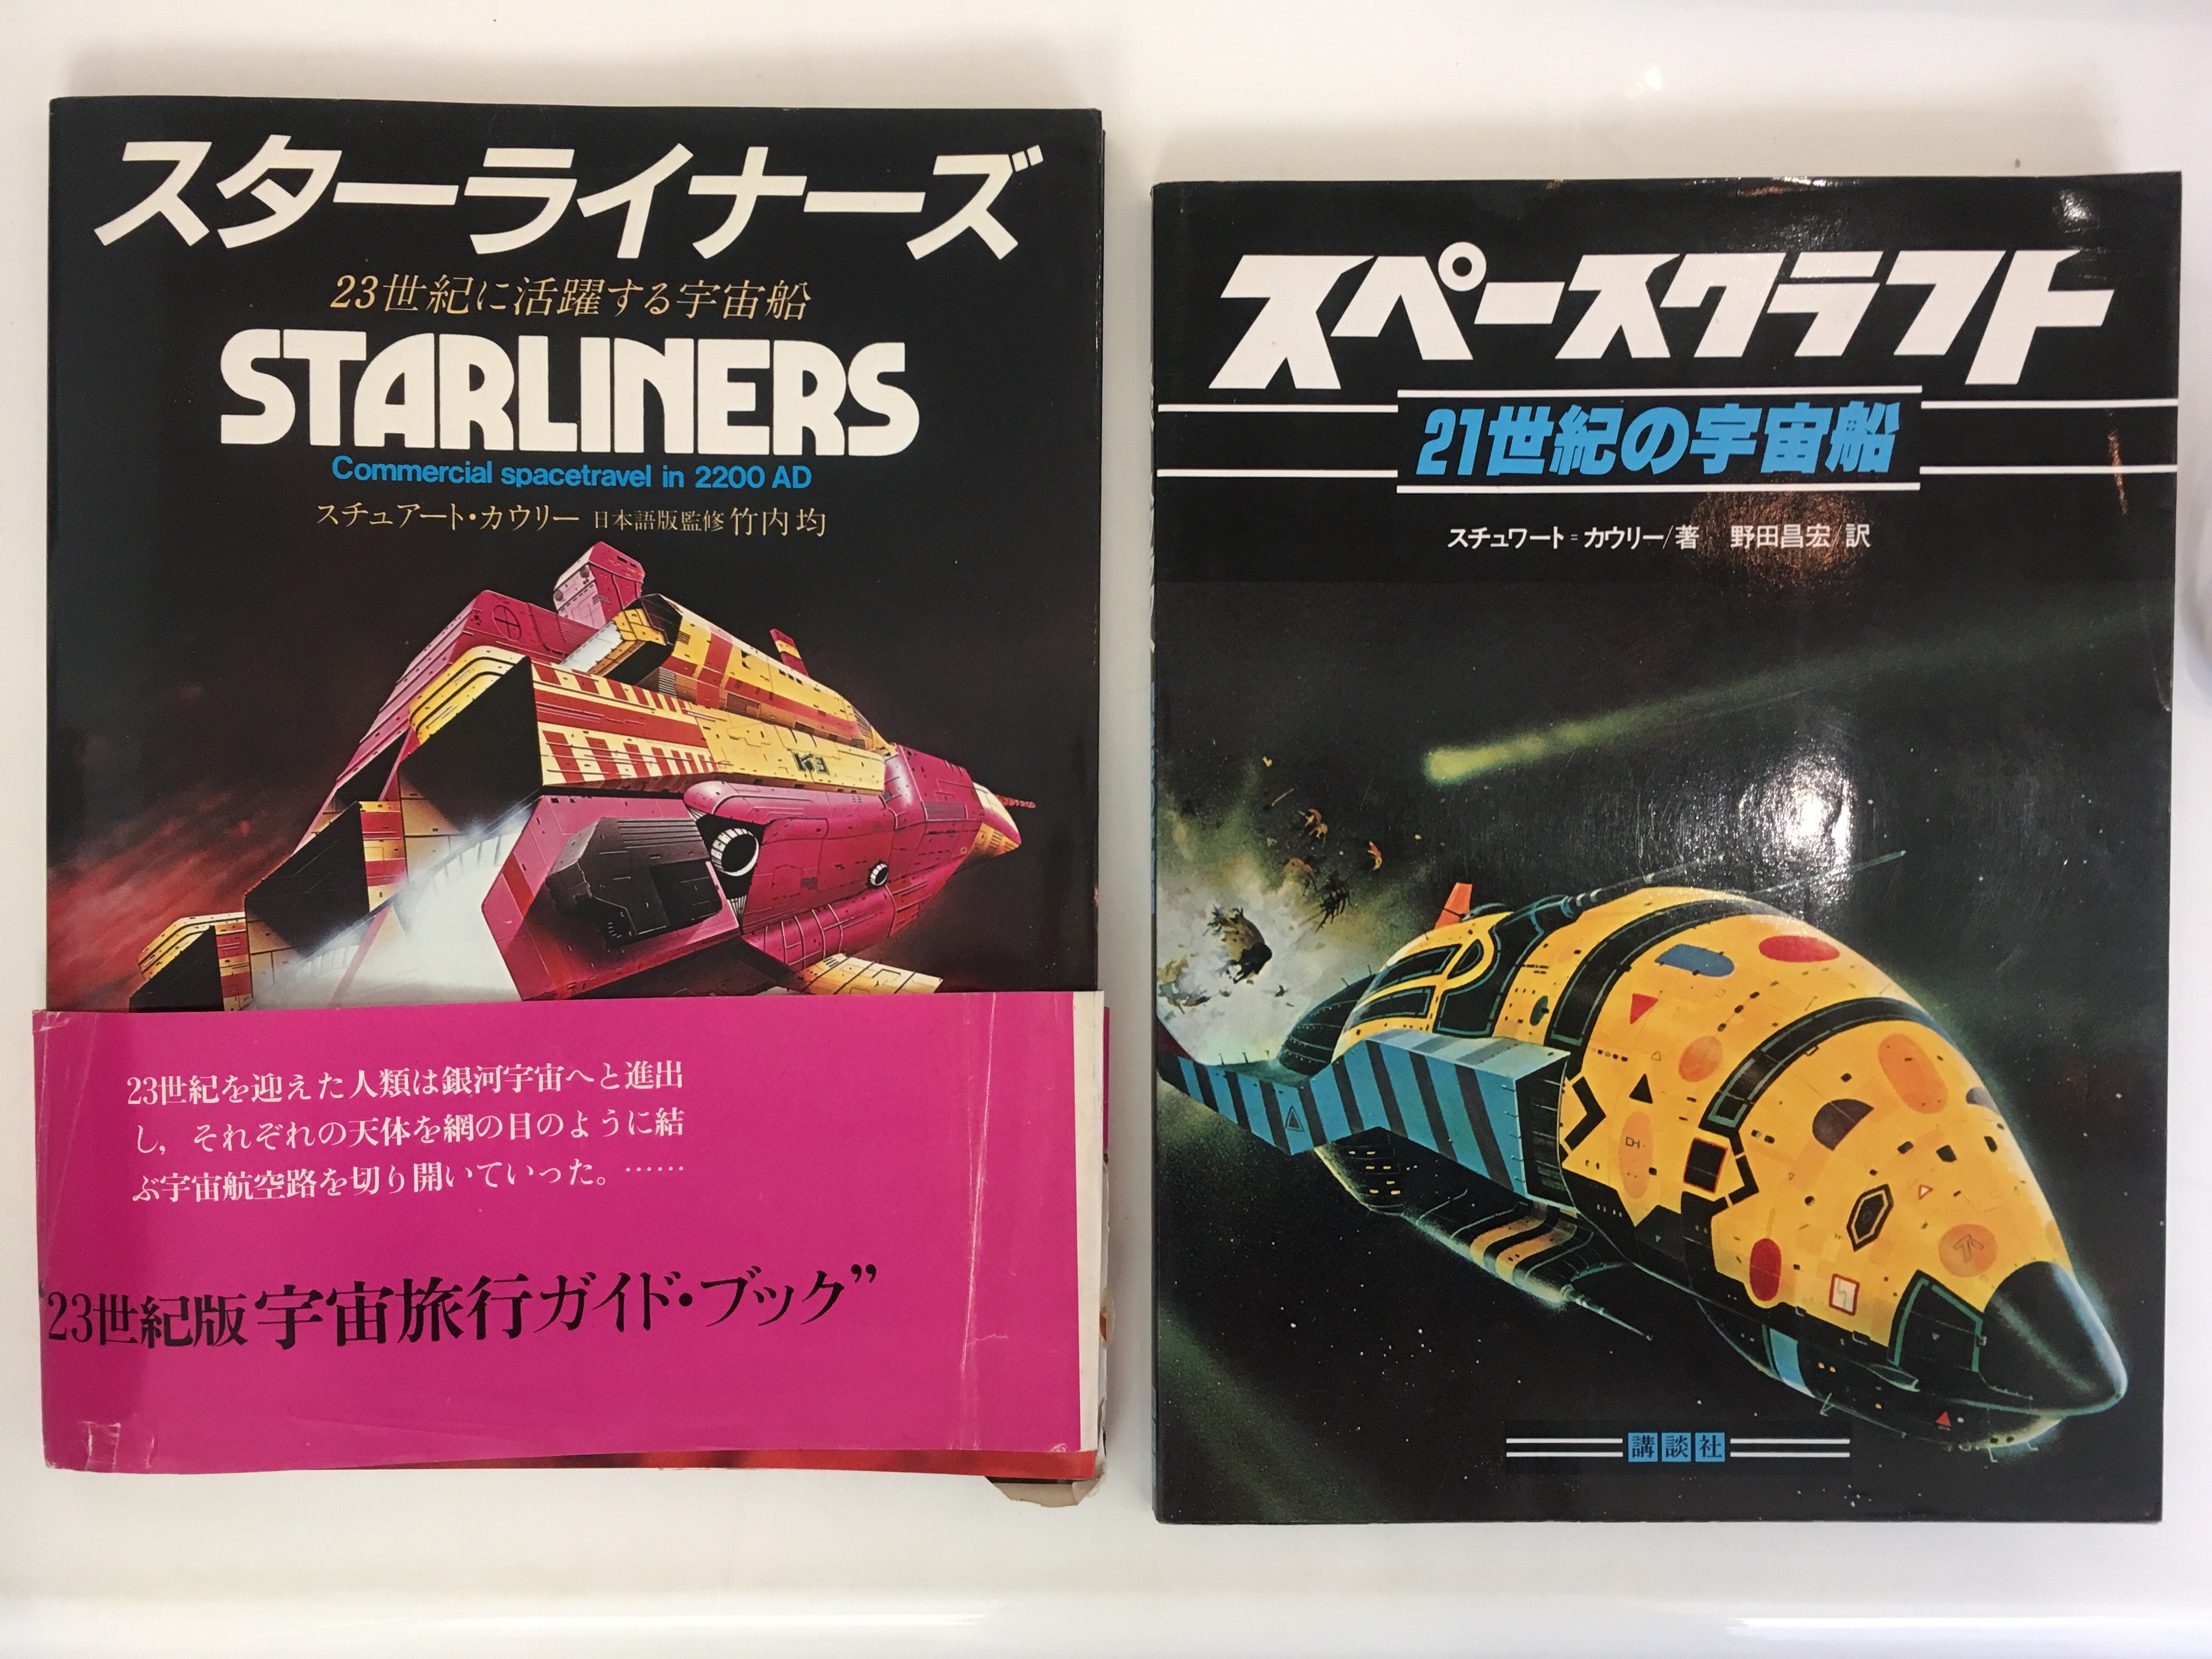 スターライナーズ
23世紀に活躍する宇宙船
STARLINERS
Commercial spacetravel in 2200 AD
スチュアート・カウリー 日本語版監修 竹内均
23世紀を迎えた人類は銀河宇宙へと進出
し，それぞれの天体を網の目のように結
ぶ宇宙航空路を切り開いていった。……
23世紀版宇宙旅行ガイド・ブック”
スペースクラフト
21世紀の宇宙船
スチュワート＝カウリー/著 野田昌宏/訳
講談社